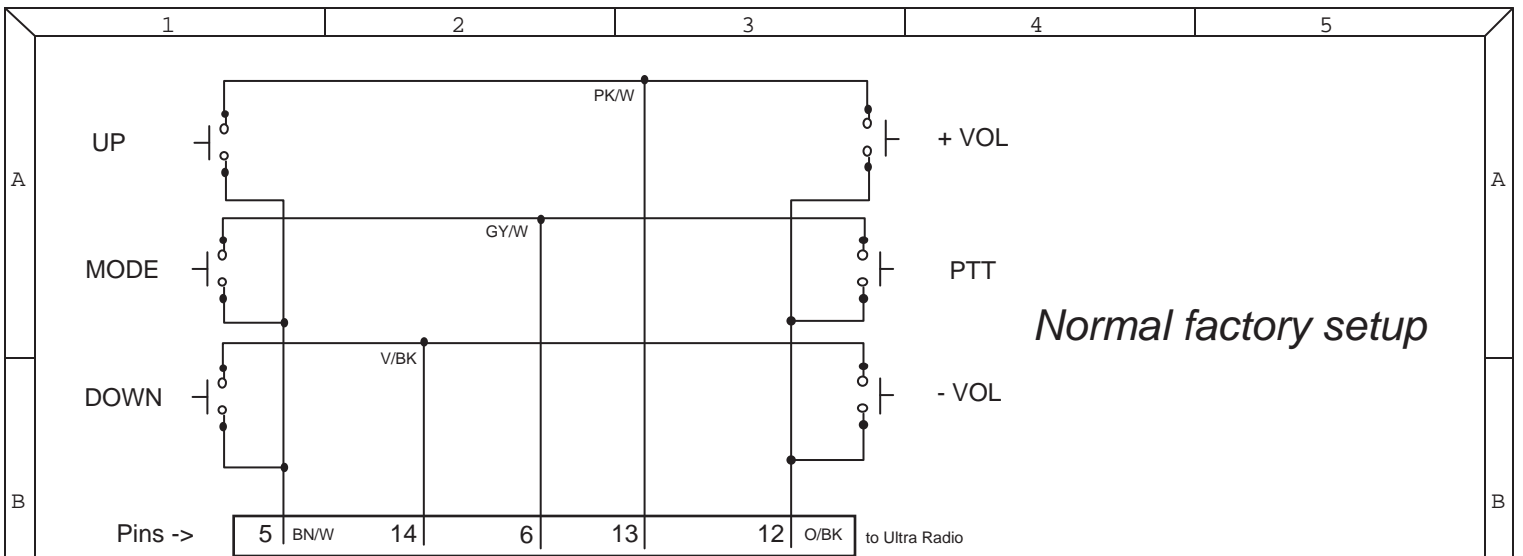 1 2 3 4 5
PK/W
UP + VOL
A A
GY/W
MODE PTT
Normal factory setup
V/BK
DOWN - VOL
B B
Pins -> 5 BN/W 14 6 13 12 O/BK to Ultra Radio